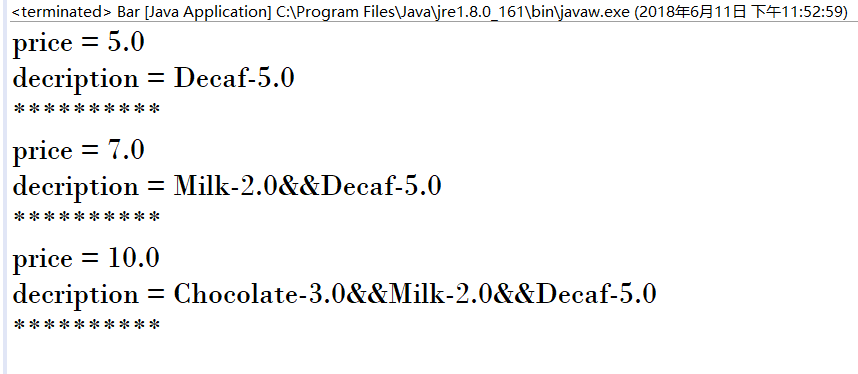 <terminated> Bar [Java Application] C:\Program Files\Java\jre1.8.0_161\bin\javaw.exe (2018年6月11日 下午11:52:59)
price = 5.0
decription = Decaf-5.0
**********
price = 7.0
decription = Milk-2.0&&Decaf-5.0
**********
price = 10.0
decription = Chocolate-3.0&&Milk-2.0&&Decaf-5.0
**********